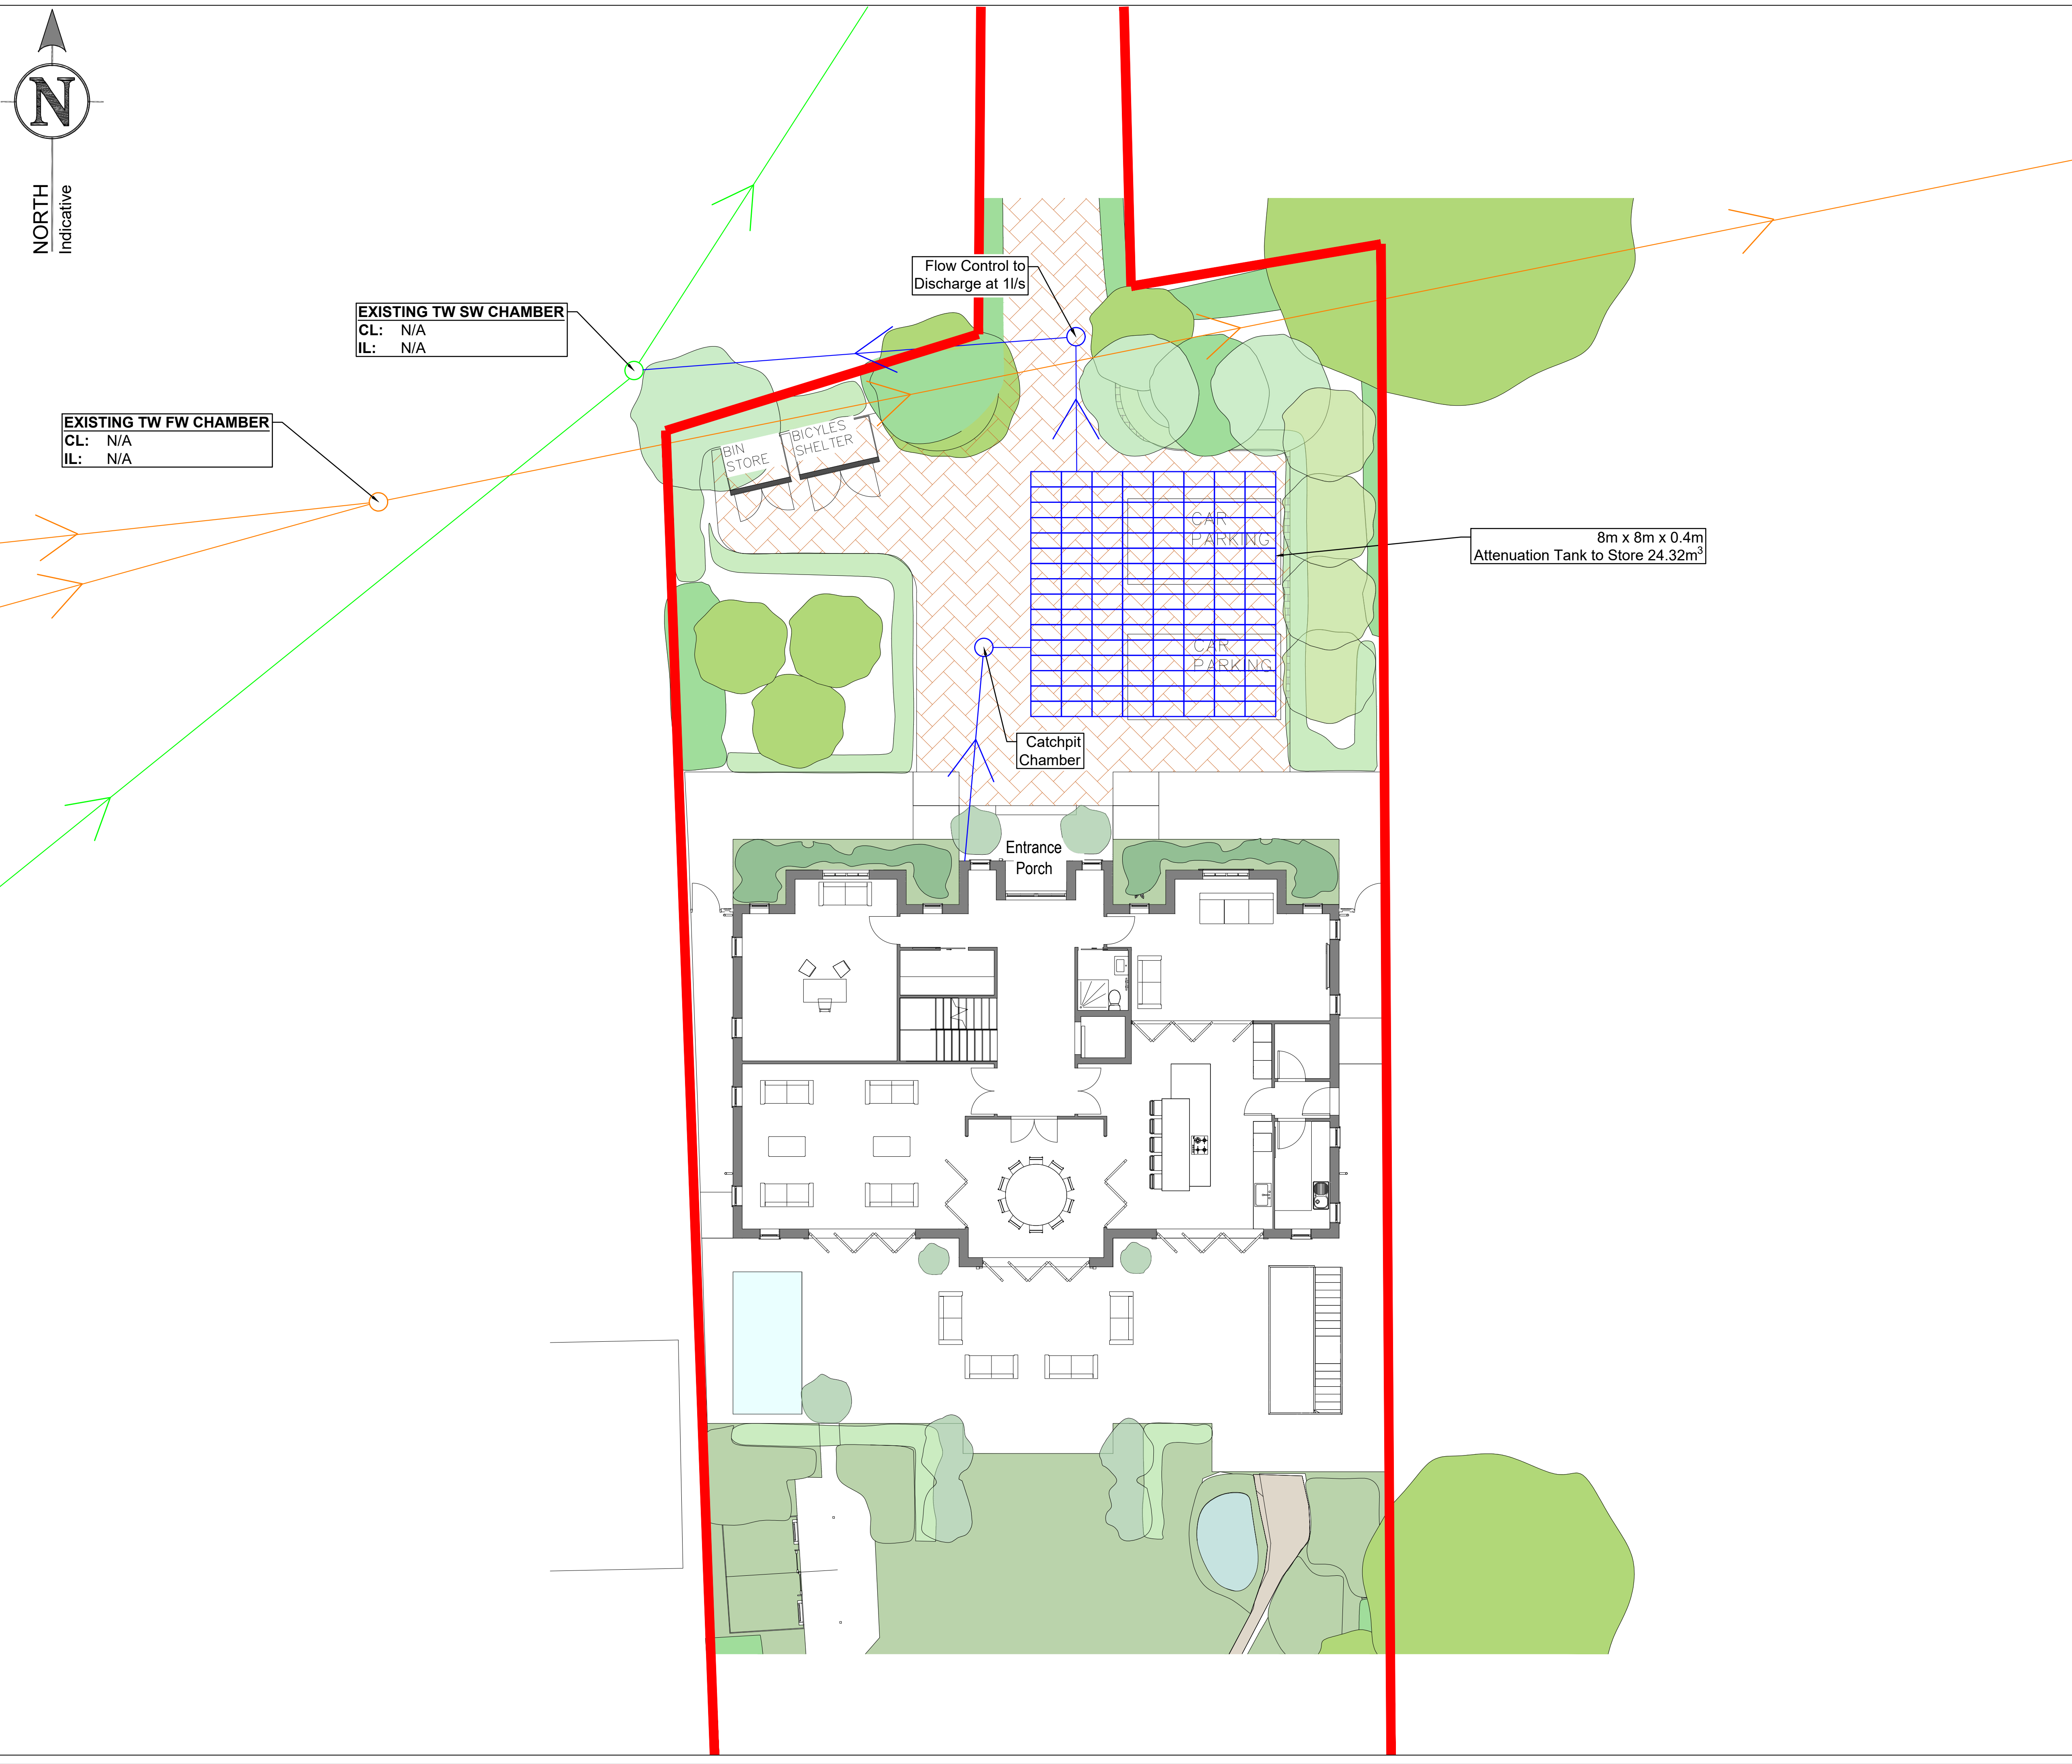 N
NORTH
Indicative
Flow Control to
Discharge at 1l/s
EXISTING TW SW CHAMBER
CL: N/A
IL: N/A
EXISTING TW FW CHAMBER
CL: N/A
IL: N/A
BIN
STORE
BICYLES
SHELTER
CAR
PARKING
8m x 8m x 0.4m
Attenuation Tank to Store 24.32m³
CAR
PARKING
Catchpit
Chamber
Entrance
Porch